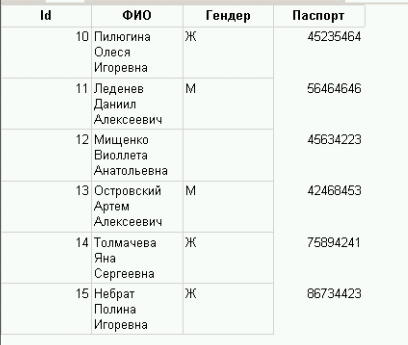 Id ФИО Гендер Паспорт
10 Пилюгина Ж 45235464
Олеся
Игоревна
11 Леденев М 56464646
Даниил
Алексеевич
12 Мищенко 45634223
Виоллета
Анатольевна
13 Островский М 42468453
Артем
Алексеевич
14 Толмачева Ж 75894241
Яна
Сергеевна
15 Небрат Ж 86734423
Полина
Игоревна